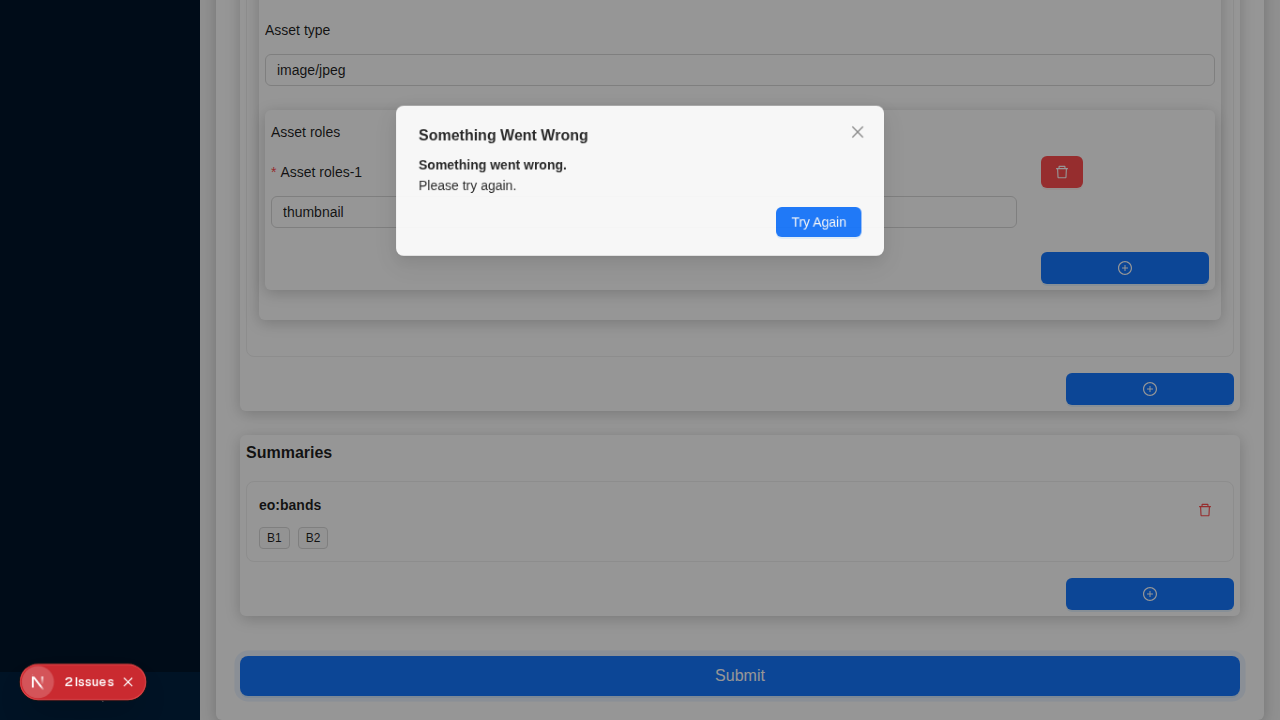 Asset type
image/jpeg
Something Went Wrong
Something went wrong.
Please try again.
Try Again
Asset roles
* Asset roles-1
thumbnail
Summaries
eo:bands
B1 B2
Submit
N 2 Issues